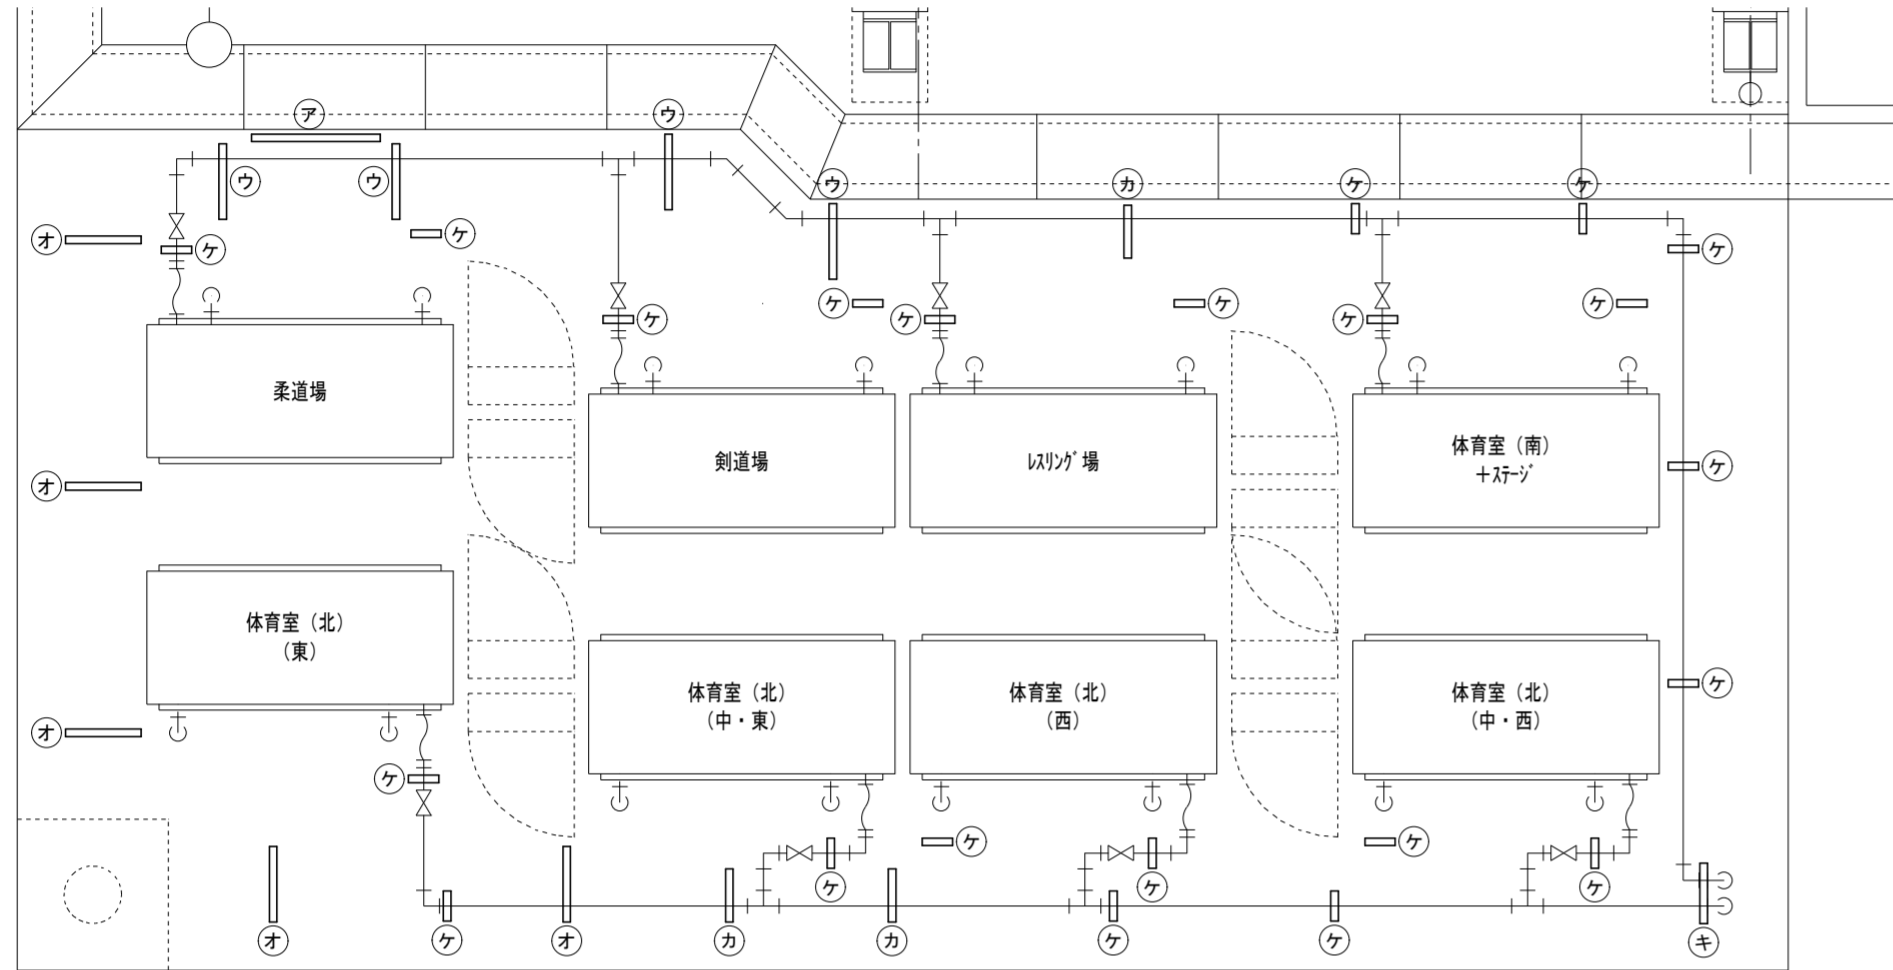 ア
ウ
ウ
ウ
ウ
カ
ケ
ケ
オ
ケ
ケ
ケ
ケ
ケ
ケ
ケ
ケ
ケ
ケ
柔道場
剣道場
レスリング場
体育室（南）
＋ステージ
ケ
オ
体育室（北）
（東）
体育室（北）
（中・東）
体育室（北）
（西）
体育室（北）
（中・西）
ケ
オ
ケ
ケ
ケ
ケ
ケ
ケ
オ
ケ
オ
カ
カ
ケ
ケ
キ